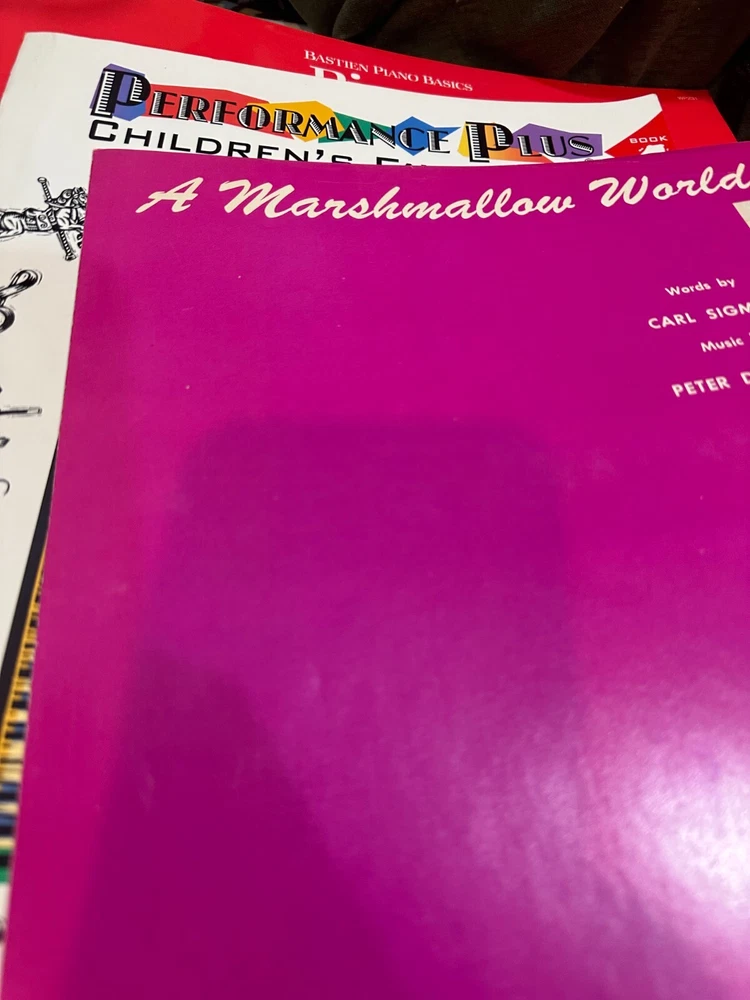 BASTIEN PIANO BASICS
PERFORMANCE PLUS
BOOK
CHILDREN'S
A Marshmallow World
Words by
CARL SIGM
Music
PETER D